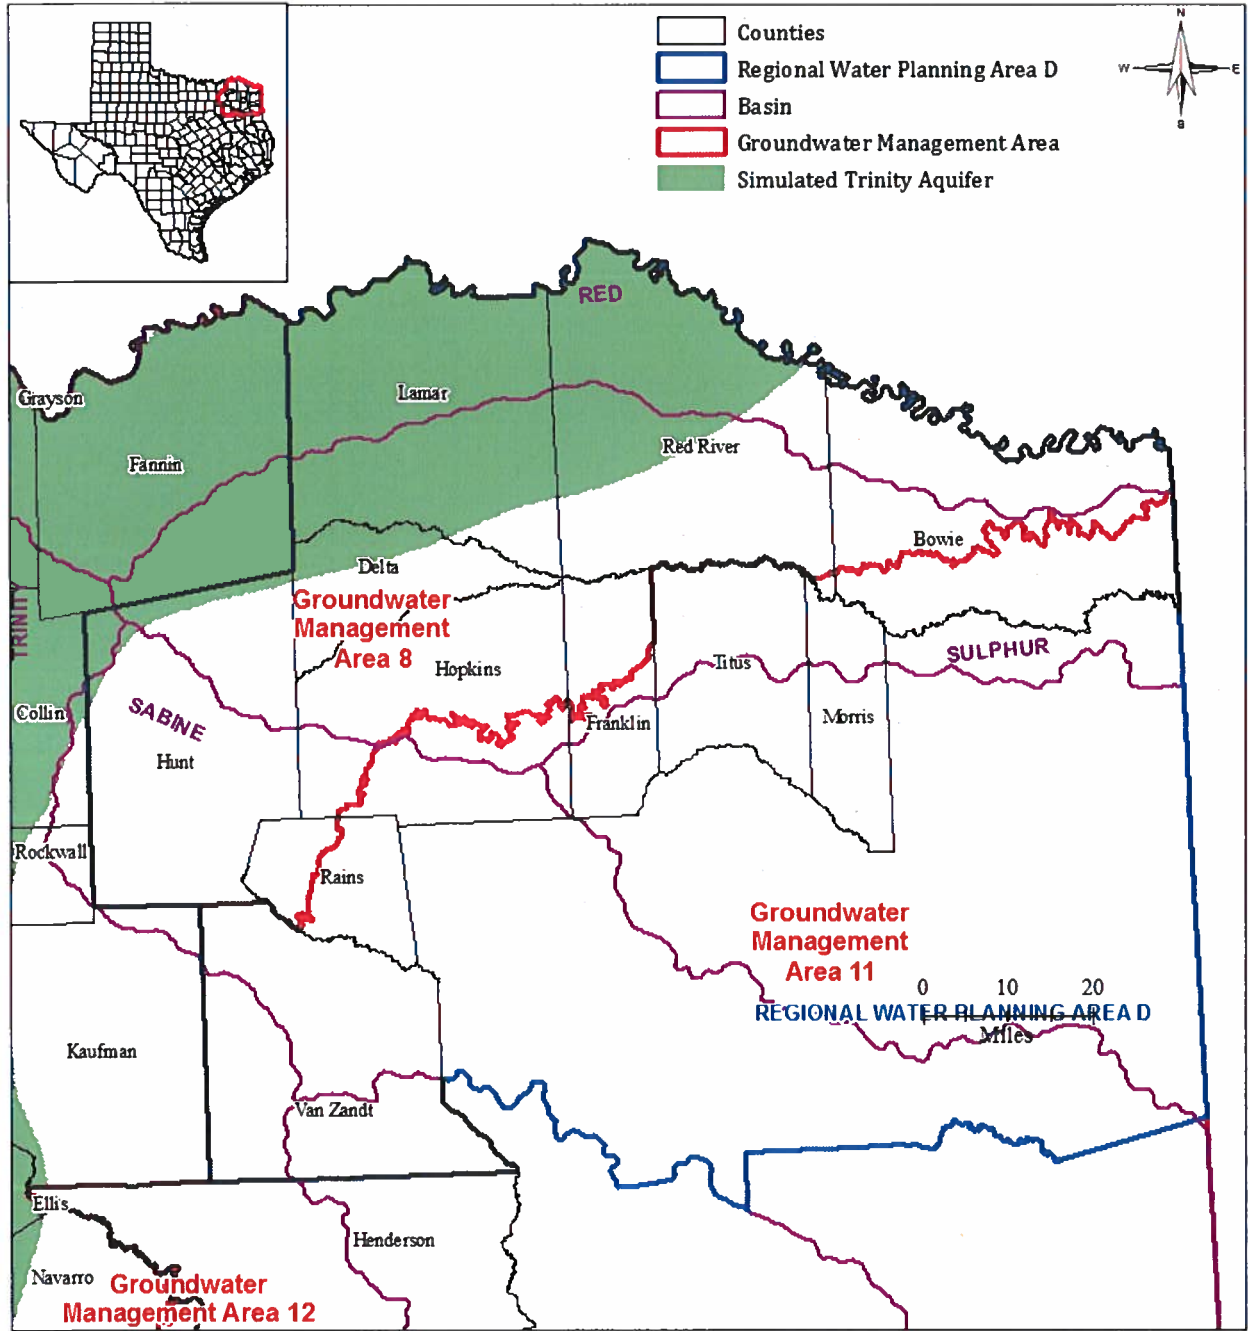 Counties
Regional Water Planning Area D
Basin
Groundwater Management Area
Simulated Trinity Aquifer
N
W
E
S
RED
Grayson
Lamar
Fannin
Red River
Bowie
Delta
TRINITY
Groundwater
Management
Area 8
Hopkins
SULPHUR
Titus
Collin
SABINE
Franklin
Morris
Hunt
Rockwall
Rains
Groundwater
Management
Area 11
0 10 20
REGIONAL WATER PLANNING AREA D
Miles
Kaufman
Van Zandt
Ellis
Henderson
Navarro
Groundwater
Management Area 12